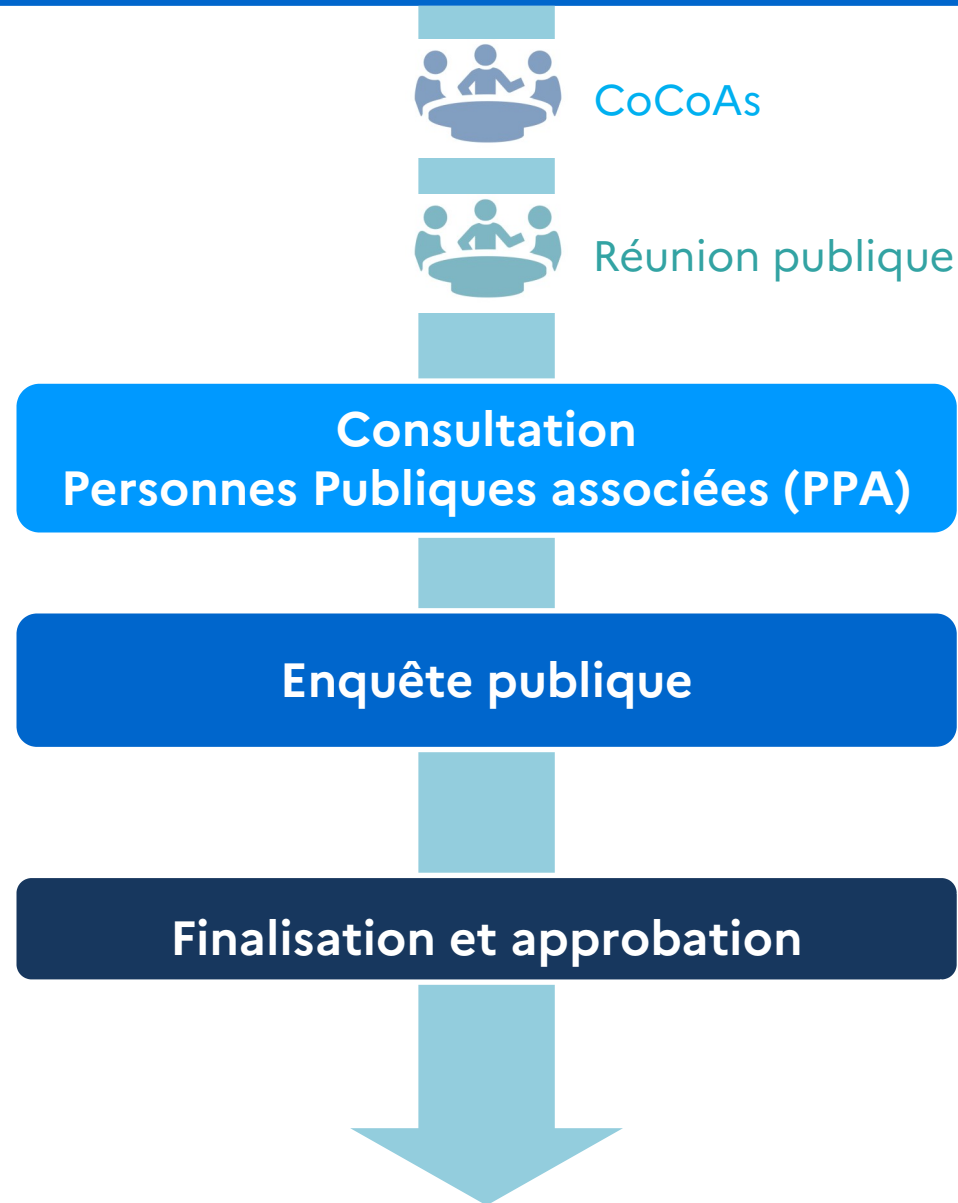 CoCoAs
Réunion publique
Consultation
Personnes Publiques associées (PPA)
Enquête publique
Finalisation et approbation